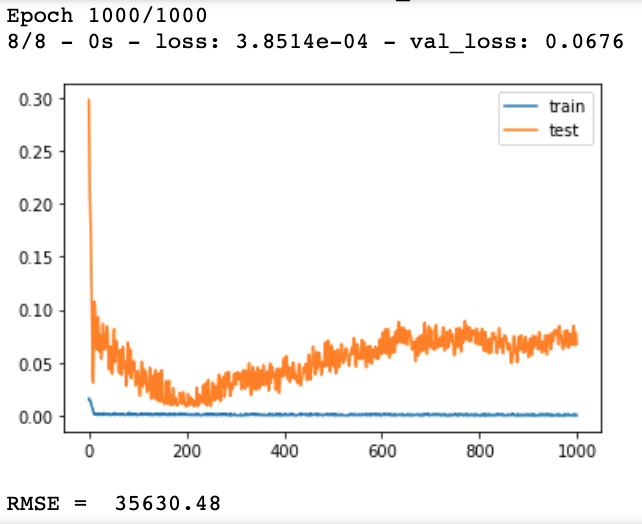 Epoch 1000/1000
8/8 - 0s - loss: 3.8514e-04 - val_loss: 0.0676
train
test
0.30
0.25
0.20
0.15
0.10
0.05
0.00
0 200 400 600 800 1000
RMSE =  35630.48